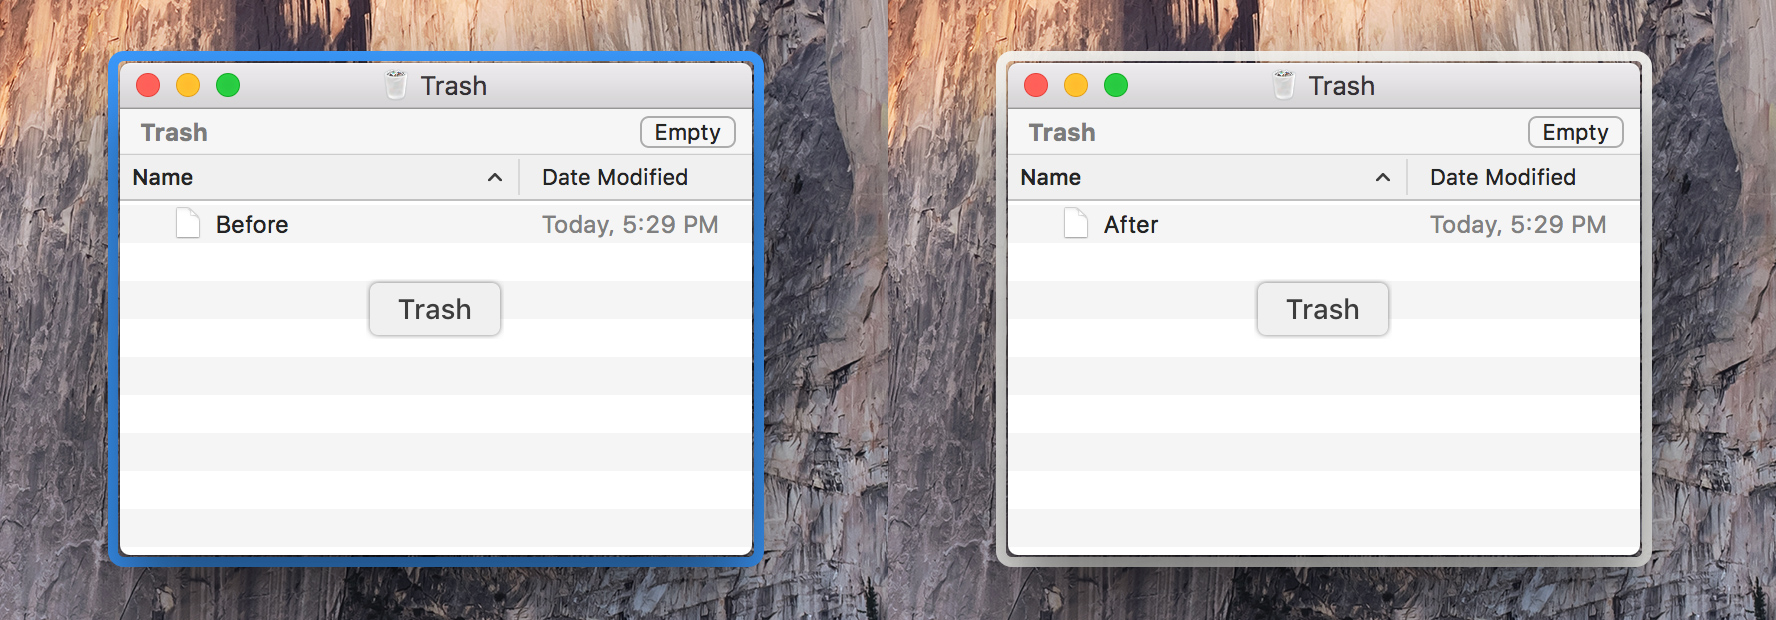 Trash
Trash Empty
Name Date Modified
Before Today, 5:29 PM
Trash
Trash
Trash Empty
Name Date Modified
After Today, 5:29 PM
Trash